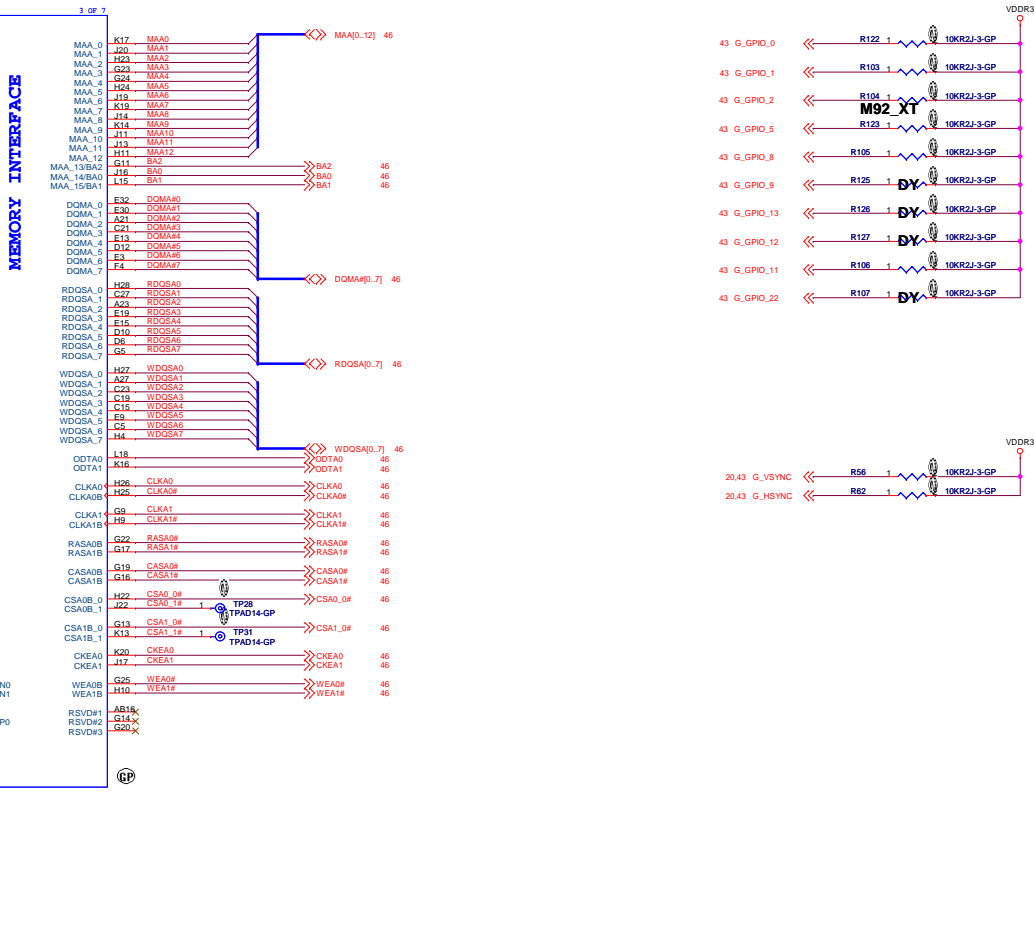 3 OF 7
MEMORY INTERFACE
MAA_0 K17 MAA0
MAA_1 J20 MAA1
MAA_2 H23 MAA2
MAA_3 G23 MAA3
MAA_4 G24 MAA4
MAA_5 H24 MAA5
MAA_6 J19 MAA6
MAA_7 K19 MAA7
MAA_8 J14 MAA8
MAA_9 K14 MAA9
MAA_10 J11 MAA10
MAA_11 J13 MAA11
MAA_12 H11 MAA12
MAA[0..12] 46
MAA_13/BA2 G11 BA2 BA2 46
MAA_14/BA0 J16 BA0 BA0 46
MAA_15/BA1 L15 BA1 BA1 46
DQMA_0 E32 DQMA#0
DQMA_1 E30 DQMA#1
DQMA_2 A21 DQMA#2
DQMA_3 C21 DQMA#3
DQMA_4 E13 DQMA#4
DQMA_5 D12 DQMA#5
DQMA_6 E3 DQMA#6
DQMA_7 F4 DQMA#7
DQMA#[0..7] 46
RDQSA_0 H28 RDQSA0
RDQSA_1 C27 RDQSA1
RDQSA_2 A23 RDQSA2
RDQSA_3 E19 RDQSA3
RDQSA_4 E15 RDQSA4
RDQSA_5 D10 RDQSA5
RDQSA_6 D6 RDQSA6
RDQSA_7 G5 RDQSA7
RDQSA[0..7] 46
WDQSA_0 H27 WDQSA0
WDQSA_1 A27 WDQSA1
WDQSA_2 C23 WDQSA2
WDQSA_3 C19 WDQSA3
WDQSA_4 C15 WDQSA4
WDQSA_5 E9 WDQSA5
WDQSA_6 C5 WDQSA6
WDQSA_7 H4 WDQSA7
WDQSA[0..7] 46
ODTA0 L18 ODTA0 46
ODTA1 K16 ODTA1 46
CLKA0 H26 CLKA0 CLKA0 46
CLKA0B H25 CLKA0# CLKA0# 46
CLKA1 G9 CLKA1 CLKA1 46
CLKA1B H9 CLKA1# CLKA1# 46
RASA0B G22 RASA0# RASA0# 46
RASA1B G17 RASA1# RASA1# 46
CASA0B G19 CASA0# CASA0# 46
CASA1B G16 CASA1# CASA1# 46
CSA0B_0 H22 CSA0_0# CSA0_0# 46
CSA0B_1 J22 CSA0_1# 1 TP28
TPAD14-GP
CSA1B_0 G13 CSA1_0# CSA1_0# 46
CSA1B_1 K13 CSA1_1# 1 TP31
TPAD14-GP
CKEA0 K20 CKEA0 CKEA0 46
CKEA1 J17 CKEA1 CKEA1 46
WEA0B G25 WEA0# WEA0# 46
WEA1B H10 WEA1# WEA1# 46
RSVD#1 AB16
RSVD#2 G14
RSVD#3 G20
N0
N1
P0
GP
VDDR3
43 G_GPIO_0 R122 1 10KR2J-3-GP
43 G_GPIO_1 R103 1 10KR2J-3-GP
43 G_GPIO_2 R104 1 10KR2J-3-GP
M92_XT
43 G_GPIO_5 R123 1 10KR2J-3-GP
43 G_GPIO_8 R105 1 10KR2J-3-GP
43 G_GPIO_9 R125 1 DY 10KR2J-3-GP
43 G_GPIO_13 R126 1 DY 10KR2J-3-GP
43 G_GPIO_12 R127 1 DY 10KR2J-3-GP
43 G_GPIO_11 R106 1 10KR2J-3-GP
43 G_GPIO_22 R107 1 DY 10KR2J-3-GP
VDDR3
20,43 G_VSYNC R56 1 10KR2J-3-GP
20,43 G_HSYNC R62 1 10KR2J-3-GP